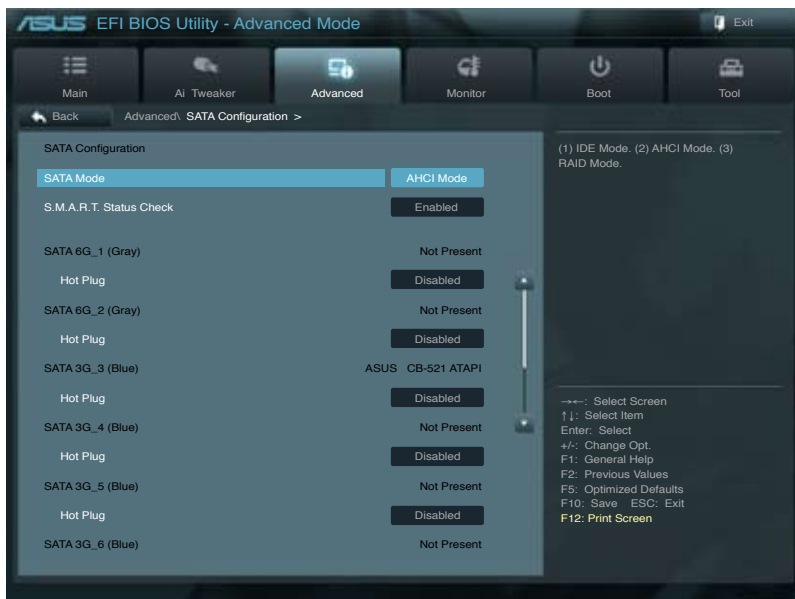 ASUS EFI BIOS Utility - Advanced Mode
Exit
Main Ai Tweaker Advanced Monitor Boot Tool
Back Advanced\ SATA Configuration >
SATA Configuration
SATA Mode AHCI Mode
S.M.A.R.T. Status Check Enabled
SATA 6G_1 (Gray) Not Present
Hot Plug Disabled
SATA 6G_2 (Gray) Not Present
Hot Plug Disabled
SATA 3G_3 (Blue) ASUS CB-521 ATAPI
Hot Plug Disabled
SATA 3G_4 (Blue) Not Present
Hot Plug Disabled
SATA 3G_5 (Blue) Not Present
Hot Plug Disabled
SATA 3G_6 (Blue) Not Present
(1) IDE Mode. (2) AHCI Mode. (3)
RAID Mode.
→←: Select Screen
↑↓: Select Item
Enter: Select
+/-: Change Opt.
F1: General Help
F2: Previous Values
F5: Optimized Defaults
F10: Save ESC: Exit
F12: Print Screen